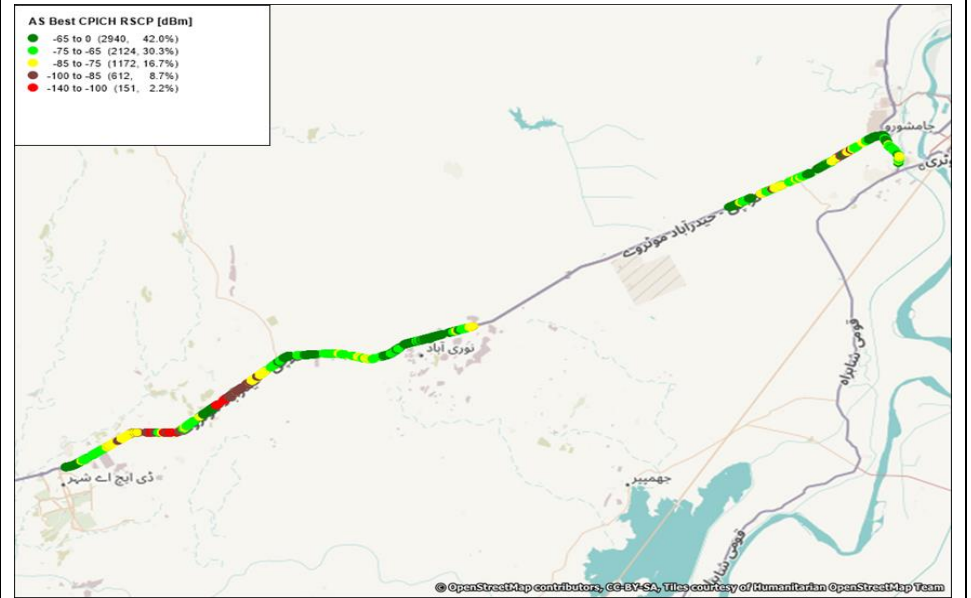 AS Best CPICH RSCP [dBm]
-65 to 0 (2940, 42.0%)
-75 to -65 (2124, 30.3%)
-85 to -75 (1172, 16.7%)
-100 to -85 (612, 8.7%)
-140 to -100 (151, 2.2%)
جامشورو
حیدرآباد موٹروے
قومی شاہراہ
نوری آباد
ڈی ایچ اے شہر
جھمپیر
قومی
© OpenStreetMap contributors, CC-BY-SA, Tiles courtesy of Humanitarian OpenStreetMap Team